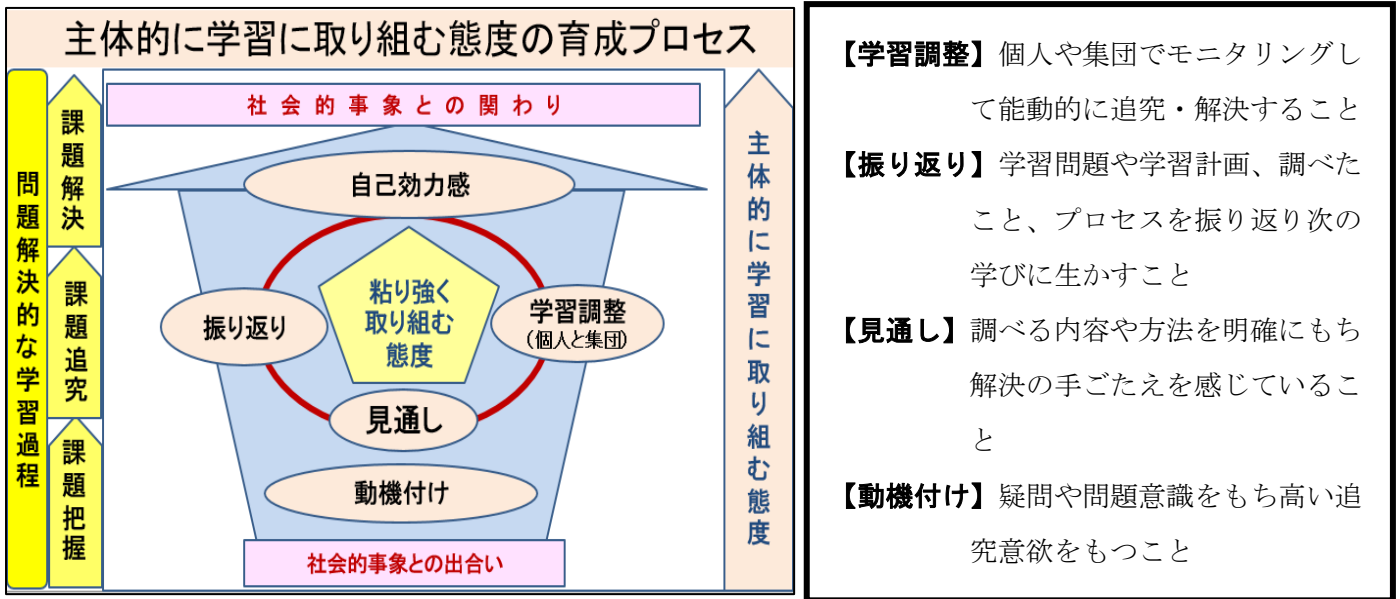 主体的に学習に取り組む態度の育成プロセス
問題解決的な学習過程
課題解決
課題追究
課題把握
社会的事象との関わり
自己効力感
振り返り
粘り強く
取り組む
態度
学習調整
(個人と集団)
見通し
動機付け
社会的事象との出合い
主体的に学習に取り組む態度
【学習調整】個人や集団でモニタリングし
て能動的に追究・解決すること
【振り返り】学習問題や学習計画、調べた
こと、プロセスを振り返り次の
学びに生かすこと
【見通し】調べる内容や方法を明確にもち
解決の手ごたえを感じているこ
と
【動機付け】疑問や問題意識をもち高い追
究意欲をもつこと